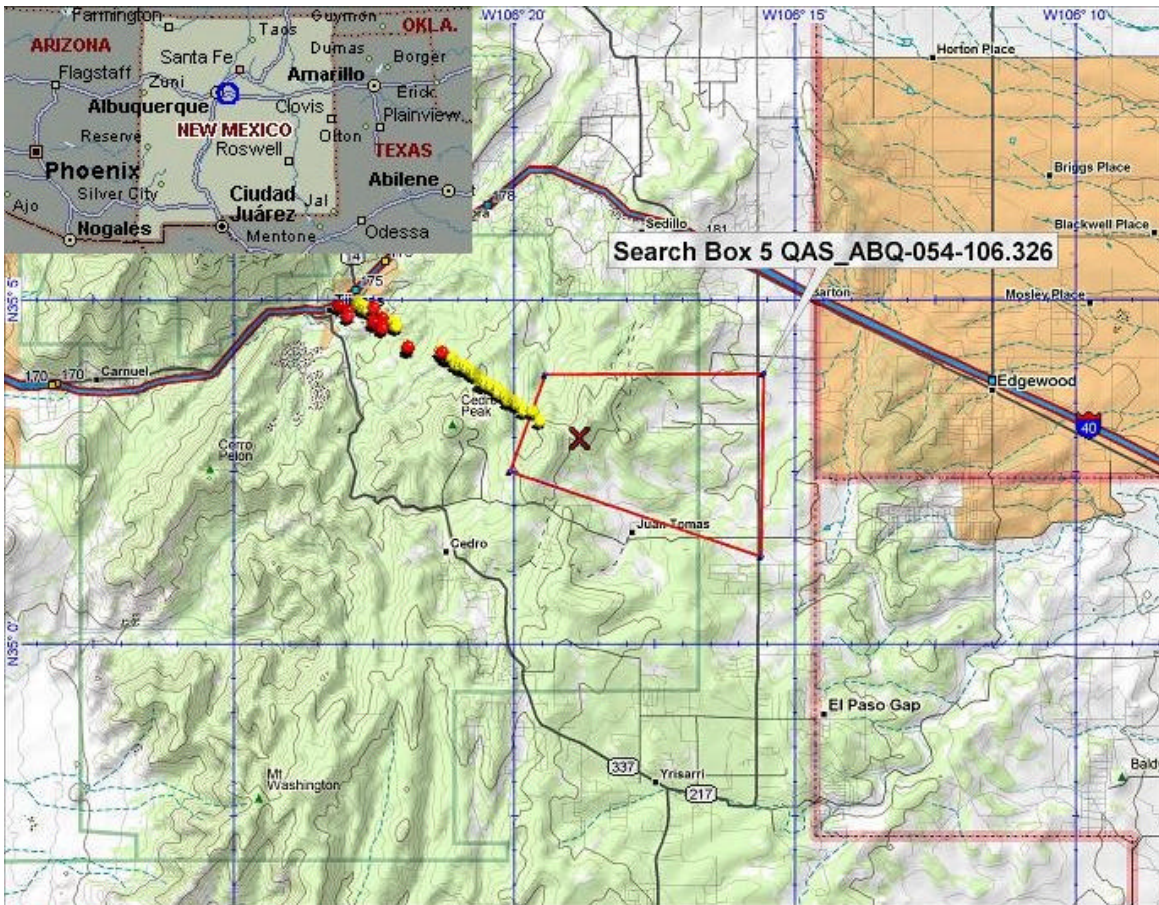 Farmington
Guymon
OKLA.
Taos
ARIZONA
Santa Fe
Dumas
Borger
Flagstaff
Zuni
Amarillo
Erick
Albuquerque
Clovis
Plainview
Reserve
NEW MEXICO
Olton
Roswell
TEXAS
Phoenix
Silver City
Ciudad
Juárez
Jal
Abilene
Ajo
Nogales
Mentone
Odessa
W106° 20'
W106° 15'
W106° 10'
Horton Place
Briggs Place
178
Sedillo
181
Blackwell Place
Search Box 5 QAS_ABQ-054-106.326
14
175
N35° 5'
Barton
Mosley Place
170
170
Carnuel
Edgewood
40
Cedro
Peak
Cerro
Pelon
Juan Tomas
Cedro
N35° 0'
El Paso Gap
Mt
Washington
337
Yrisarri
217